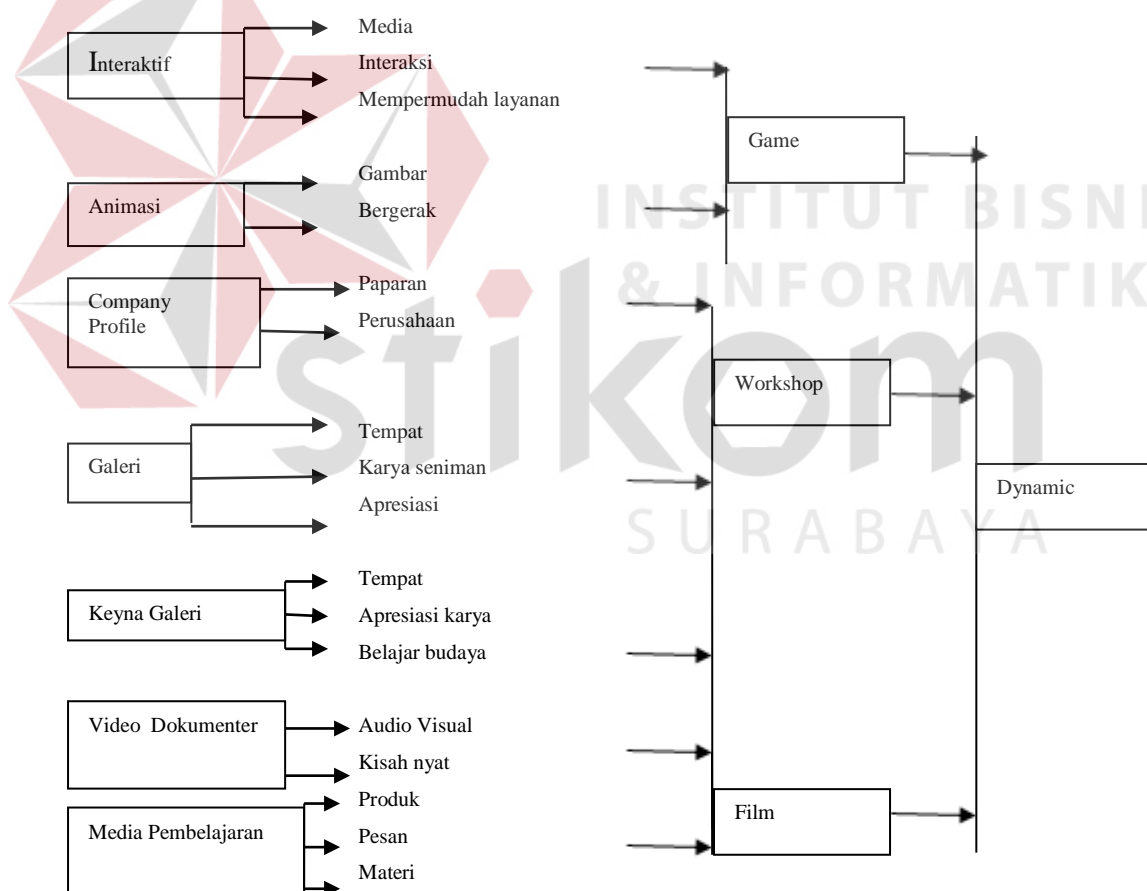 Interaktif
Media
Interaksi
Mempermudah layanan
Animasi
Gambar
Bergerak
Company
Profile
Paparan
Perusahaan
Galeri
Tempat
Karya seniman
Apresiasi
Keyna Galeri
Tempat
Apresiasi karya
Belajar budaya
Video Dokumenter
Audio Visual
Kisah nyat
Media Pembelajaran
Produk
Pesan
Materi
Game
Workshop
Film
Dynamic
INSTITUT BISNI
& INFORMATIK
stikom
SURABAYA